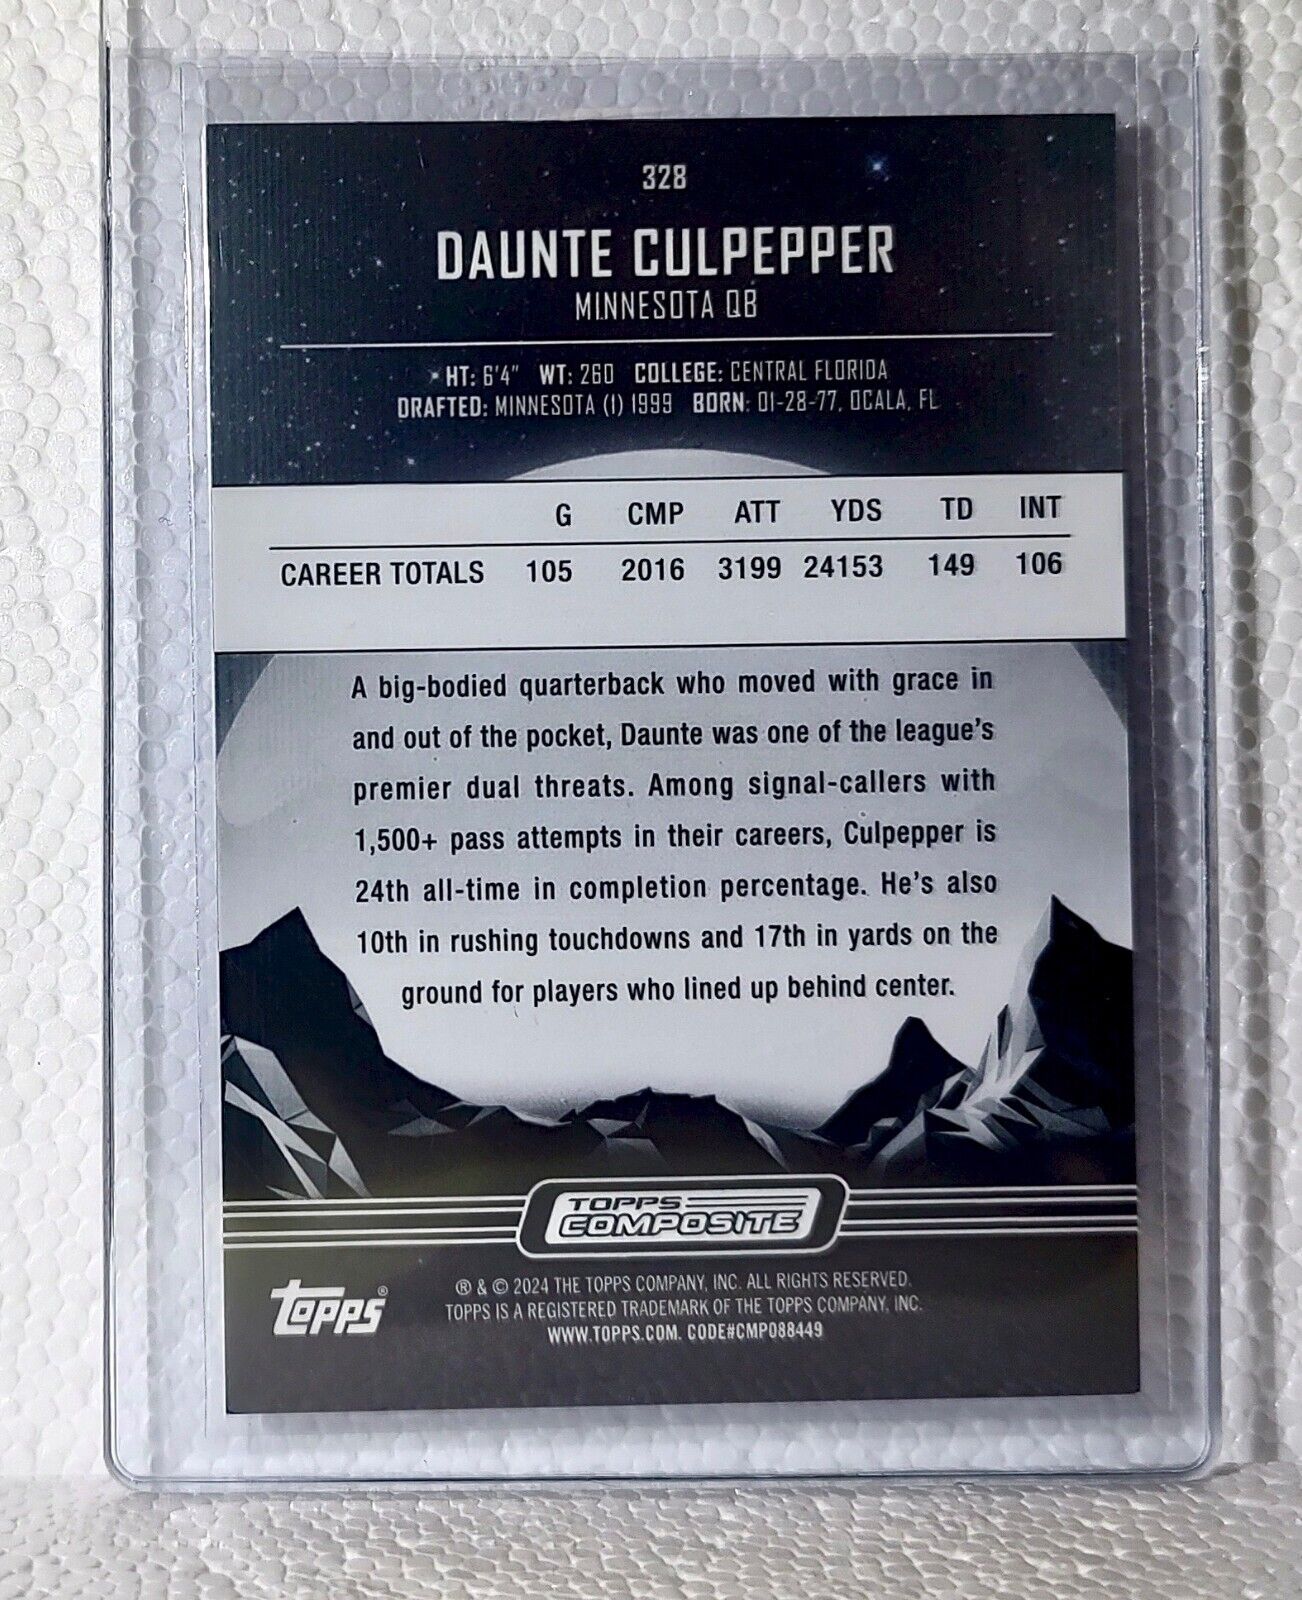 328
DAUNTE CULPEPPER
MINNESOTA QB
HT: 6'4" WT: 260 COLLEGE: CENTRAL FLORIDA
DRAFTED: MINNESOTA (1) 1999 BORN: 01-28-77, OCALA, FL
G CMP ATT YDS TD INT
CAREER TOTALS 105 2016 3199 24153 149 106
A big-bodied quarterback who moved with grace in
and out of the pocket, Daunte was one of the league's
premier dual threats. Among signal-callers with
1,500+ pass attempts in their careers, Culpepper is
24th all-time in completion percentage. He's also
10th in rushing touchdowns and 17th in yards on the
ground for players who lined up behind center.
TOPPS
COMPOSITE
TOPPS®
® & © 2024 THE TOPPS COMPANY, INC. ALL RIGHTS RESERVED.
TOPPS IS A REGISTERED TRADEMARK OF THE TOPPS COMPANY, INC.
WWW.TOPPS.COM. CODE#CMP088449